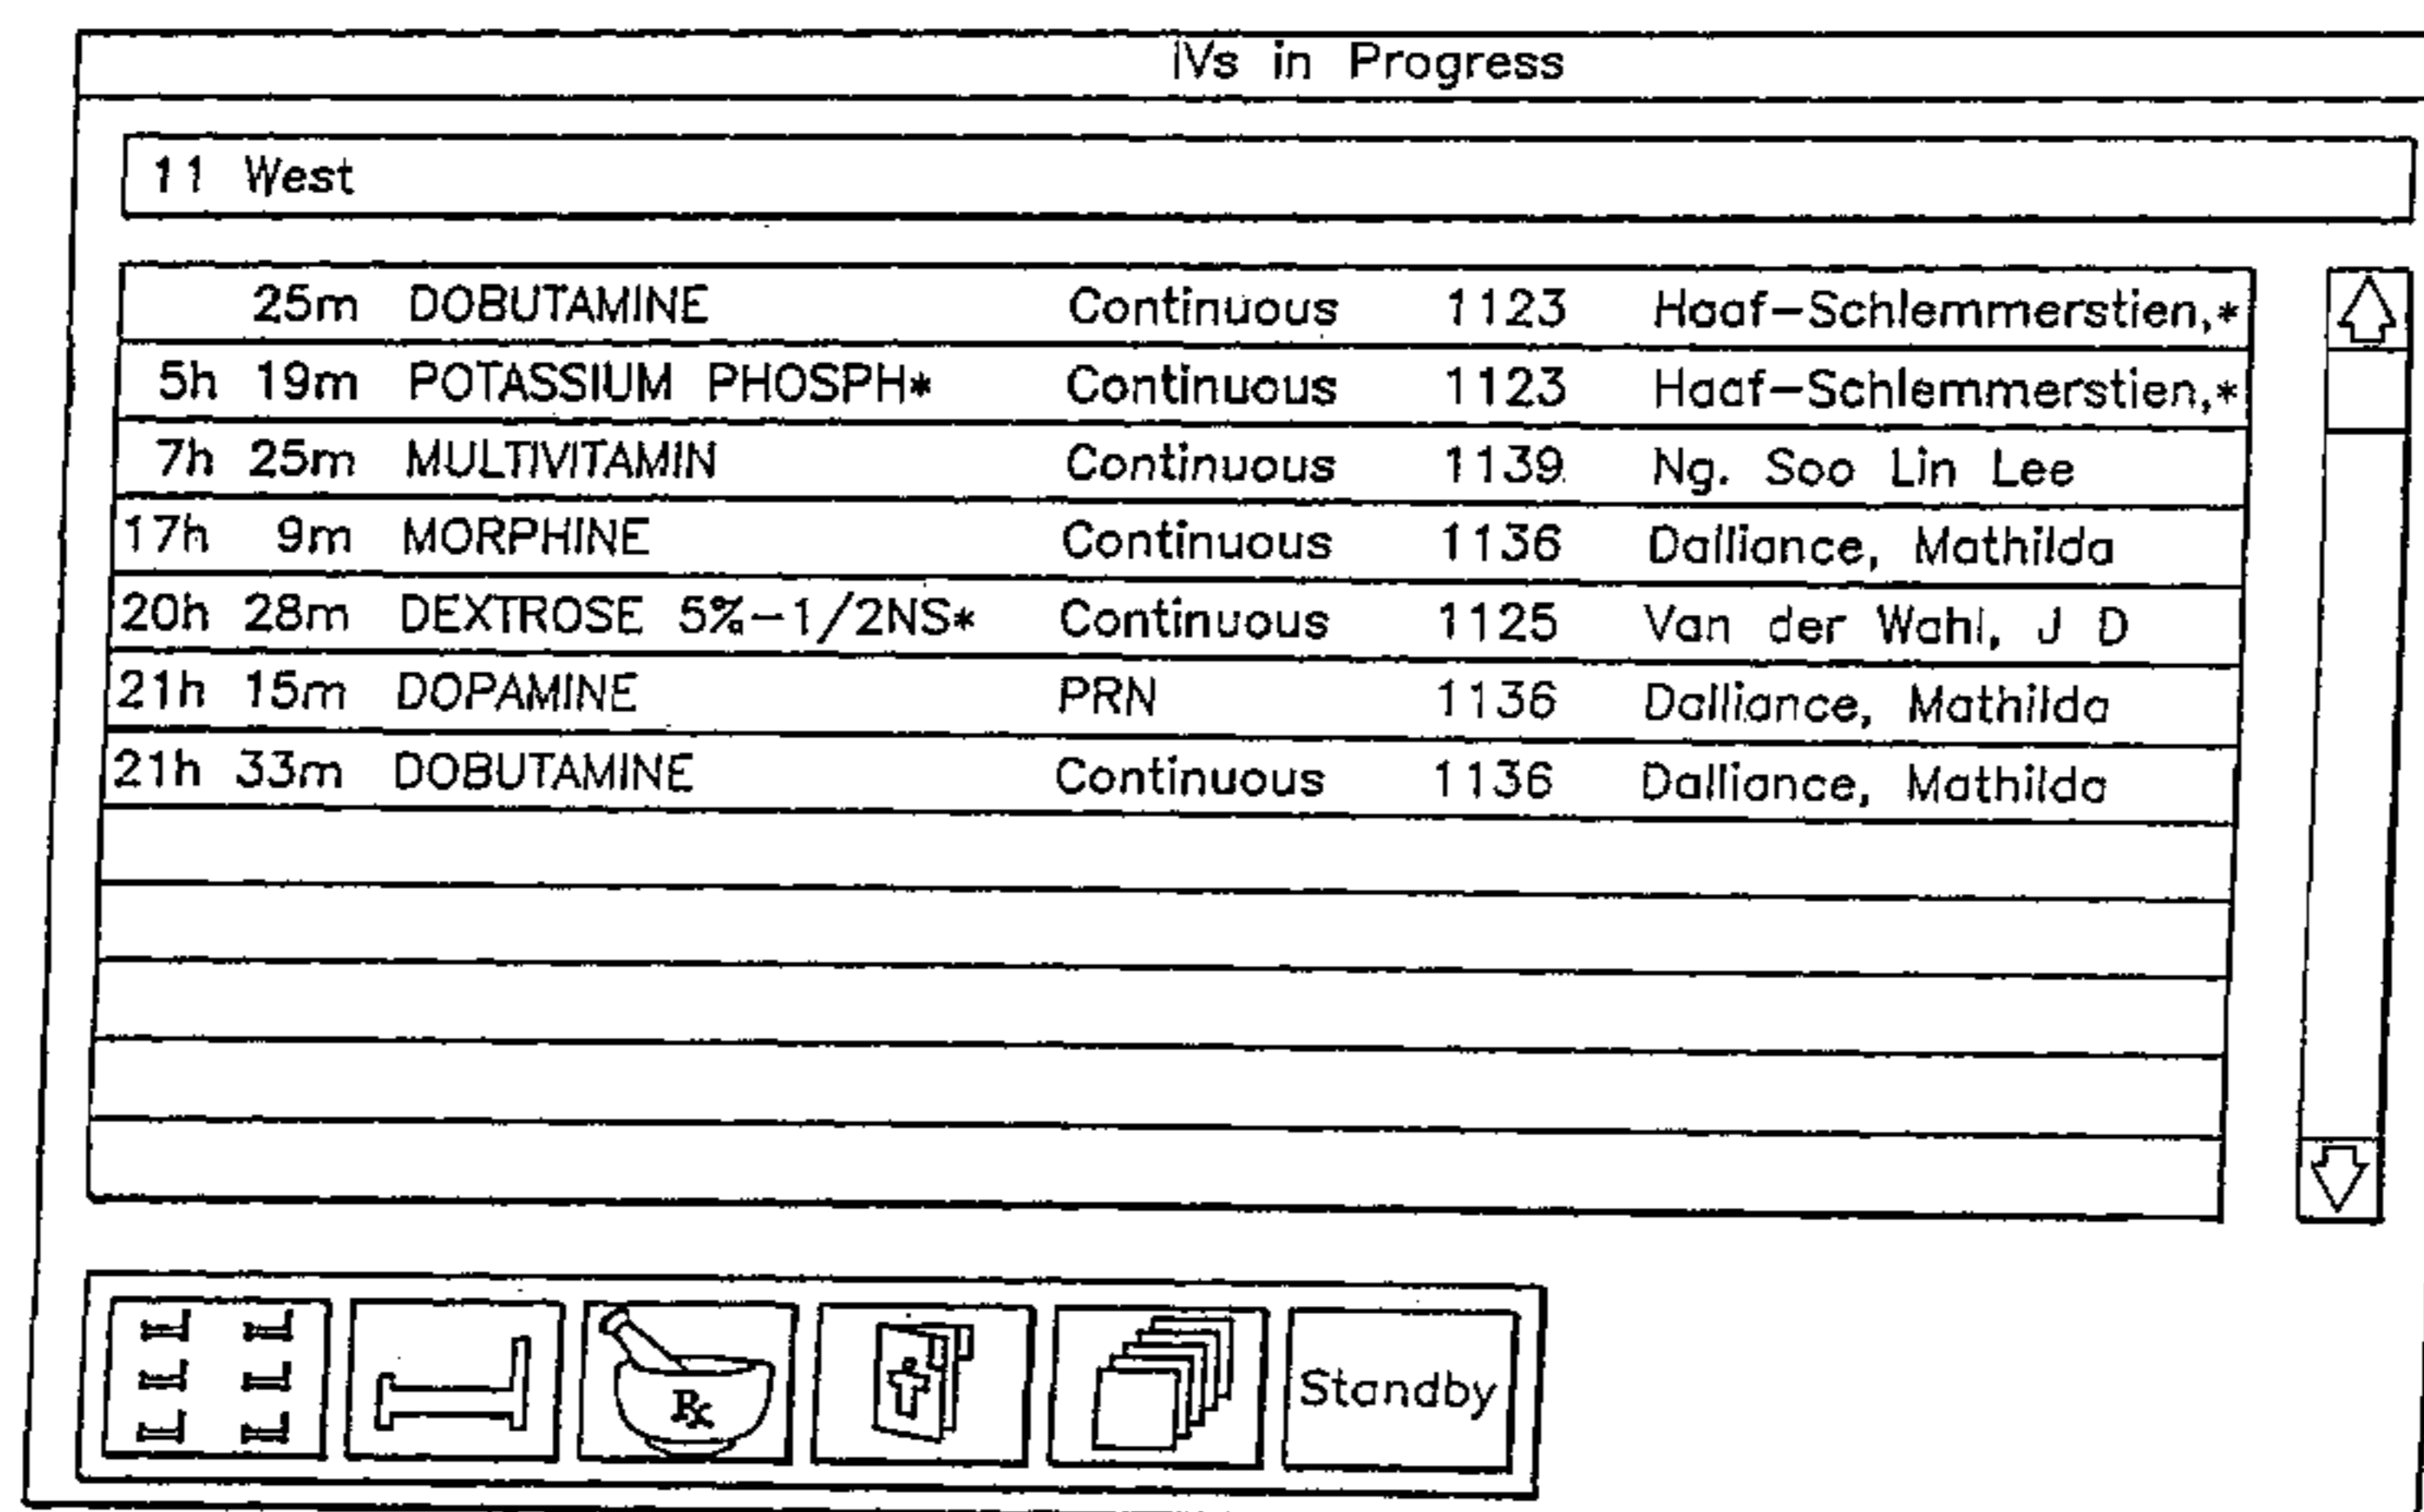 IVs in Progress
11 West
25m DOBUTAMINE Continuous 1123 Haaf-Schlemmerstien,*
5h 19m POTASSIUM PHOSPH* Continuous 1123 Haaf-Schlemmerstien,*
7h 25m MULTIVITAMIN Continuous 1139 Ng. Soo Lin Lee
17h 9m MORPHINE Continuous 1136 Dalliance, Mathilda
20h 28m DEXTROSE 5%-1/2NS* Continuous 1125 Van der Wahl, J D
21h 15m DOPAMINE PRN 1136 Dalliance, Mathilda
21h 33m DOBUTAMINE Continuous 1136 Dalliance, Mathilda
Rx
Standby